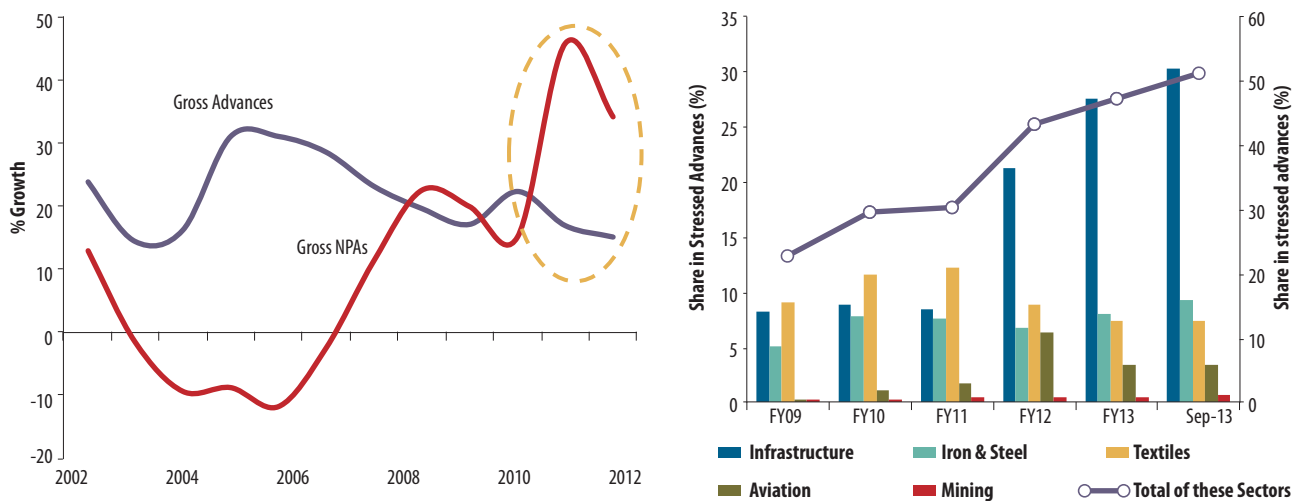 50
40
30
20
10
0
-10
-20
% Growth
Gross Advances
Gross NPAs
2002
2004
2006
2008
2010
2012
35
30
25
20
15
10
5
0
Share in Stressed Advances (%)
60
50
40
30
20
10
0
Share in stressed advances (%)
FY09
FY10
FY11
FY12
FY13
Sep-13
Infrastructure
Iron & Steel
Textiles
Aviation
Mining
Total of these Sectors